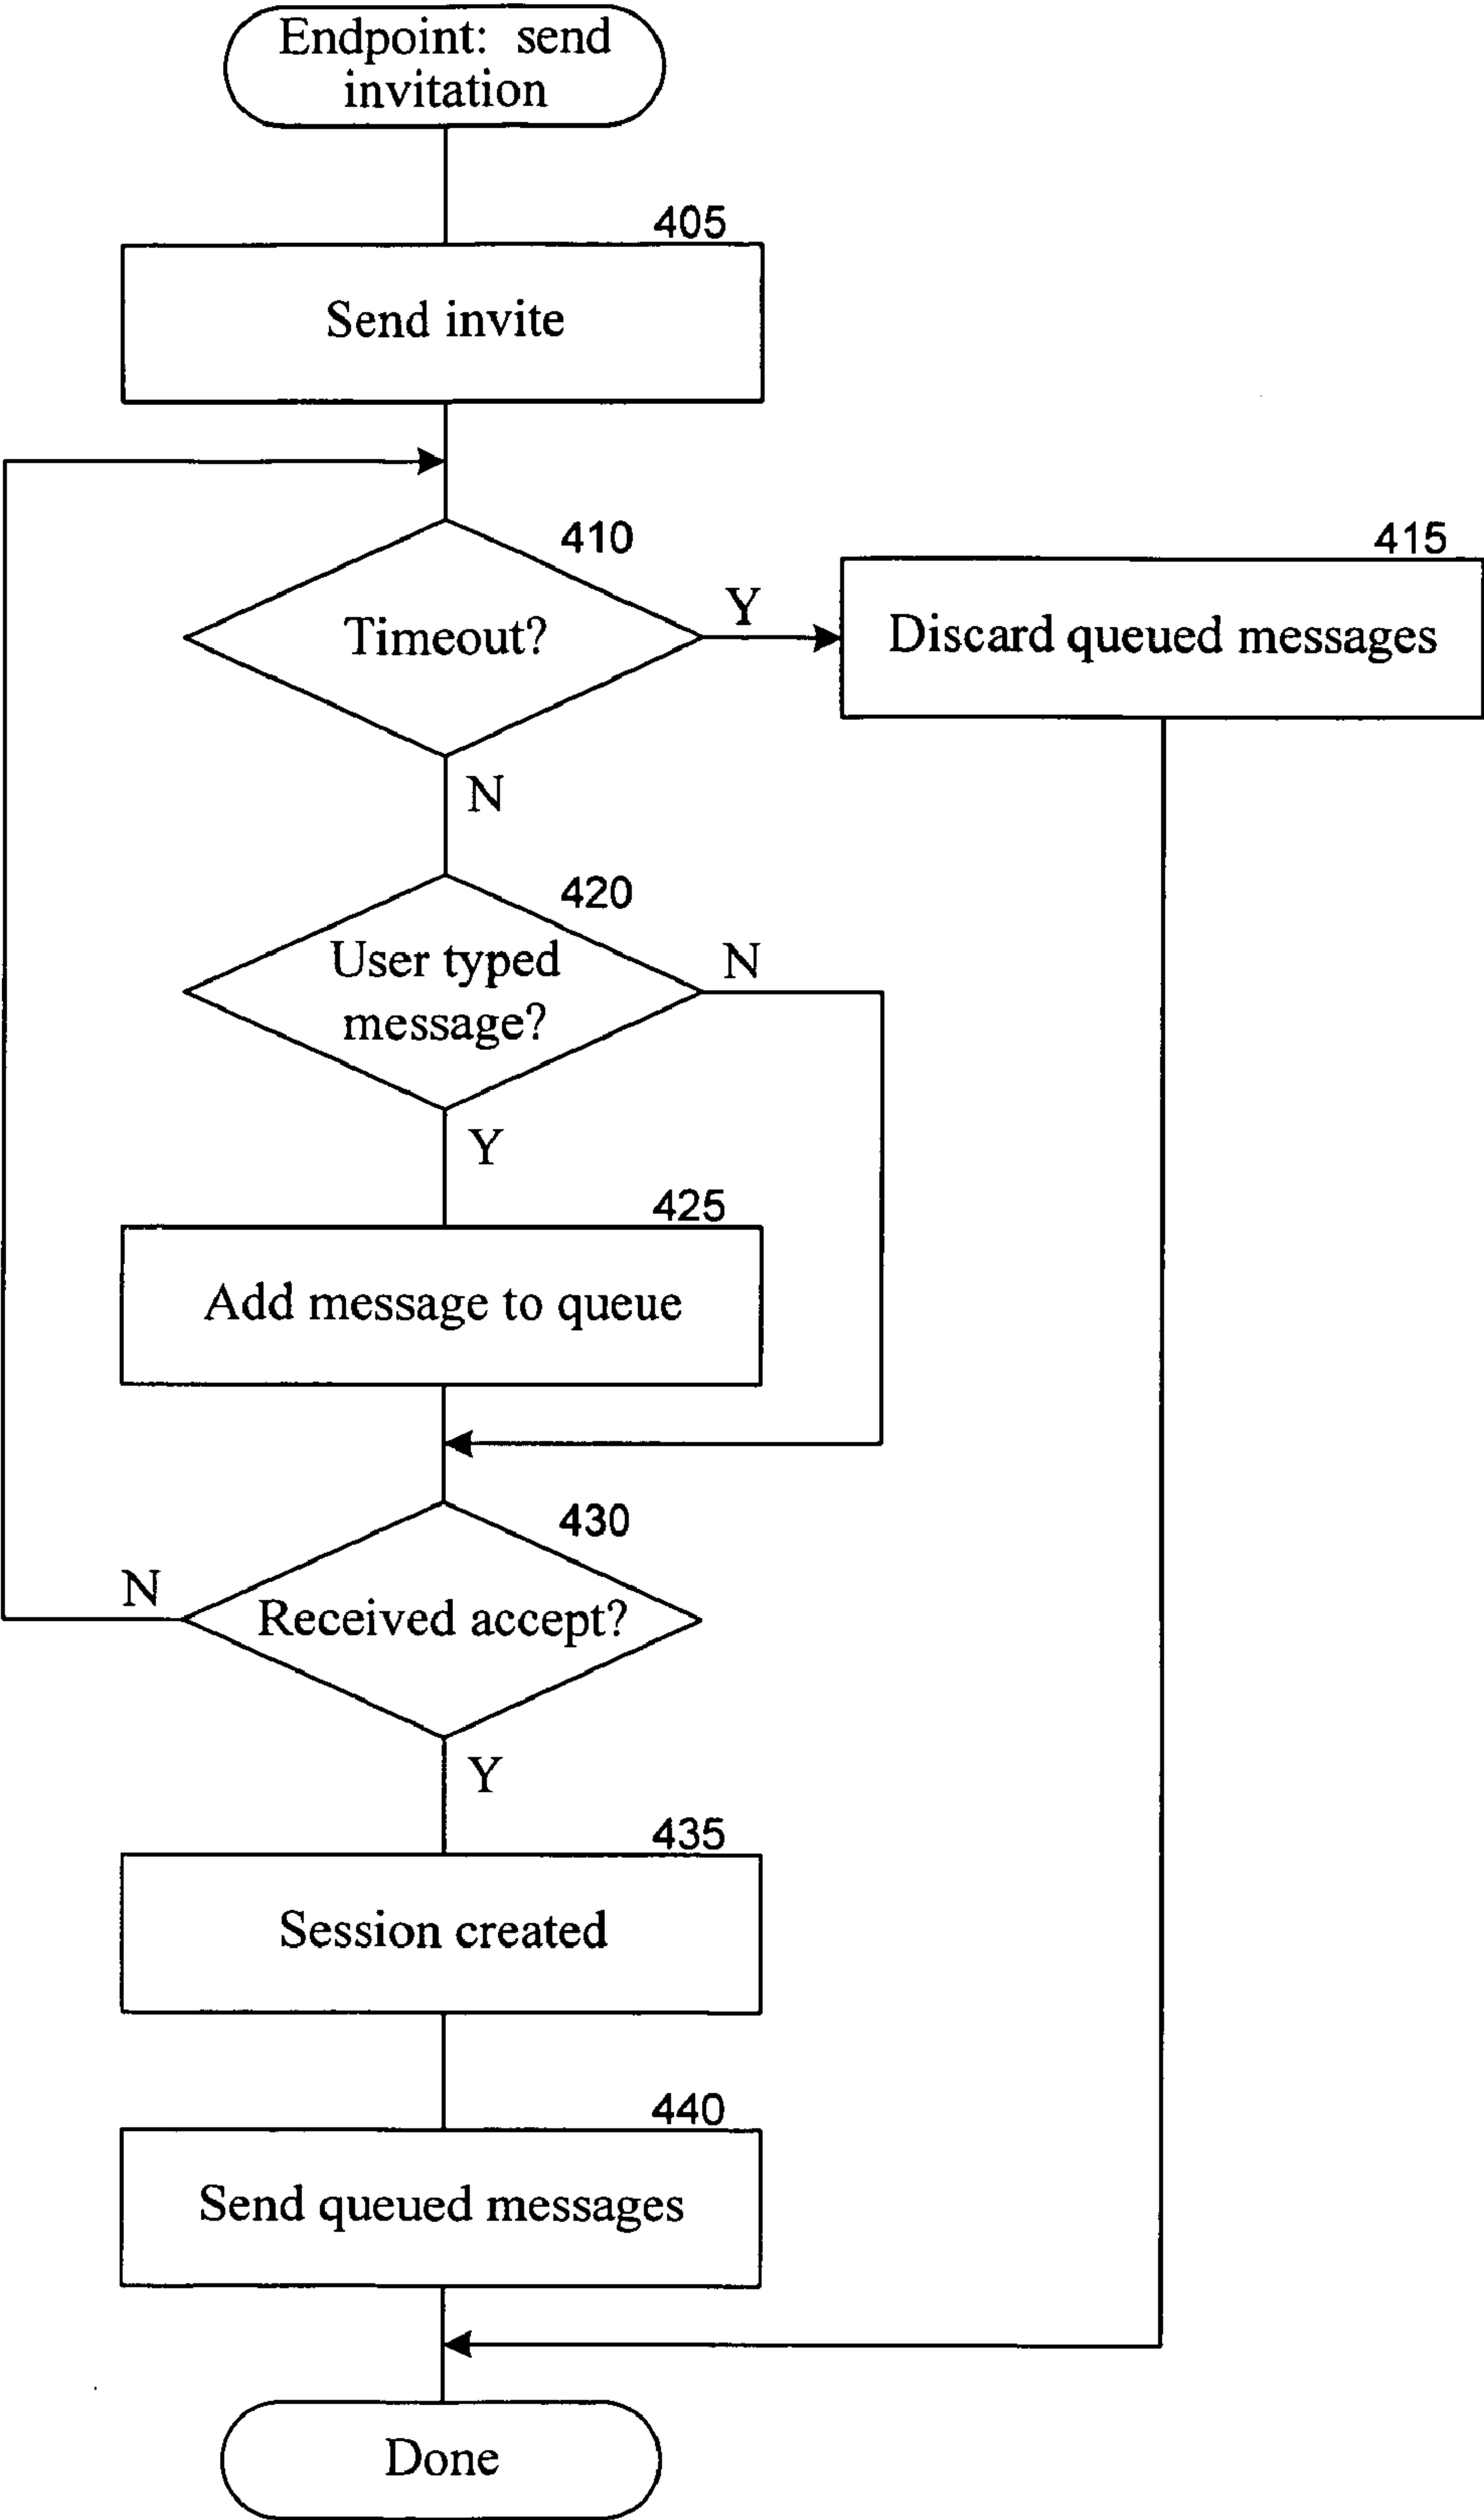 Endpoint: send
invitation
405
Send invite
410
Timeout?
Y
415
Discard queued messages
N
420
User typed
message?
N
Y
425
Add message to queue
430
Received accept?
N
Y
435
Session created
440
Send queued messages
Done